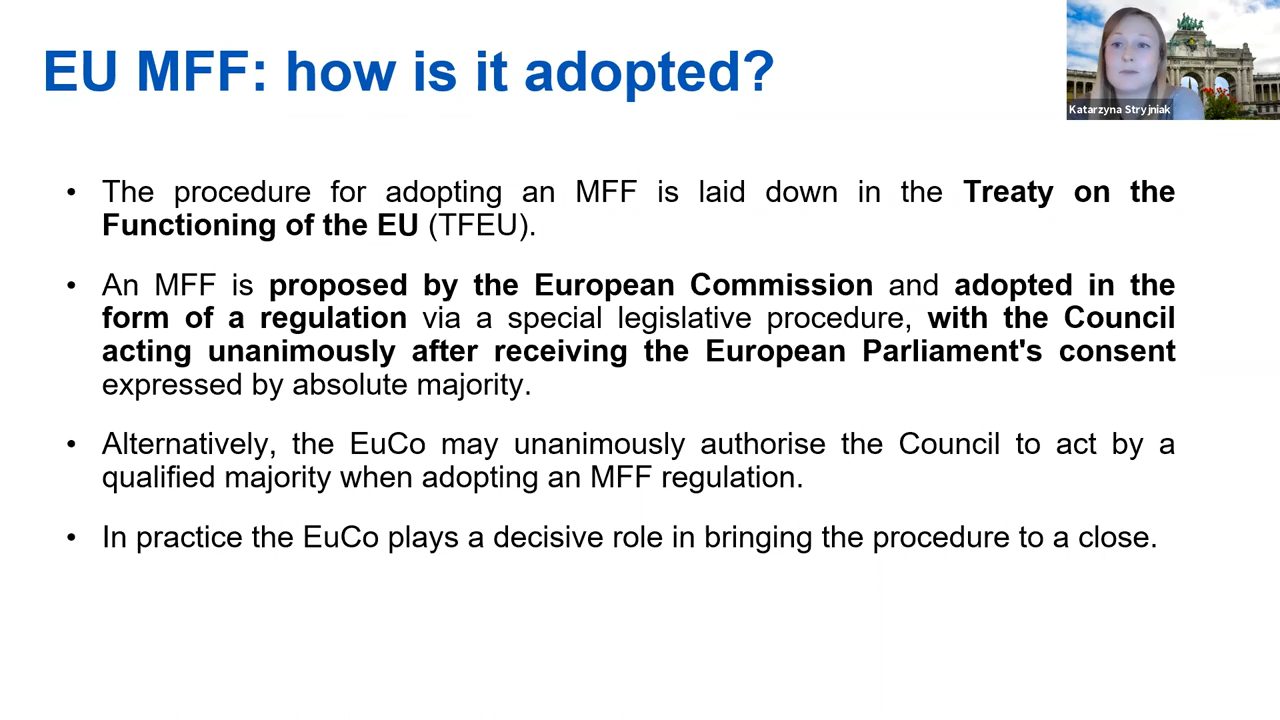 EU MFF: how is it adopted?
Katarzyna Stryjniak
• The procedure for adopting an MFF is laid down in the Treaty on the
Functioning of the EU (TFEU).
• An MFF is proposed by the European Commission and adopted in the
form of a regulation via a special legislative procedure, with the Council
acting unanimously after receiving the European Parliament's consent
expressed by absolute majority.
• Alternatively, the EuCo may unanimously authorise the Council to act by a
qualified majority when adopting an MFF regulation.
• In practice the EuCo plays a decisive role in bringing the procedure to a close.